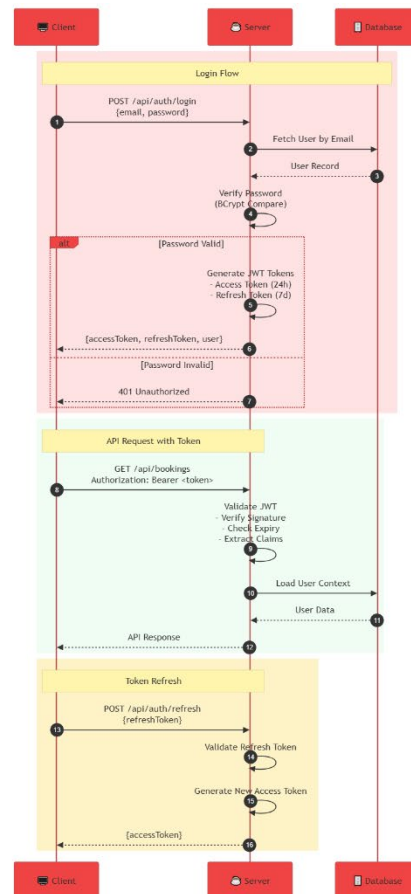 Client
Server
Database
Login Flow
POST /api/auth/login
{email, password}
1
Fetch User by Email
2
User Record
3
Verify Password
(BCrypt Compare)
4
alt
[Password Valid]
Generate JWT Tokens
- Access Token (24h)
- Refresh Token (7d)
5
{accessToken, refreshToken, user}
6
[Password Invalid]
401 Unauthorized
7
API Request with Token
GET /api/bookings
Authorization: Bearer <token>
8
Validate JWT
- Verify Signature
- Check Expiry
- Extract Claims
9
Load User Context
10
User Data
11
API Response
12
Token Refresh
POST /api/auth/refresh
{refreshToken}
13
Validate Refresh Token
14
Generate New Access Token
15
{accessToken}
16
Client
Server
Database